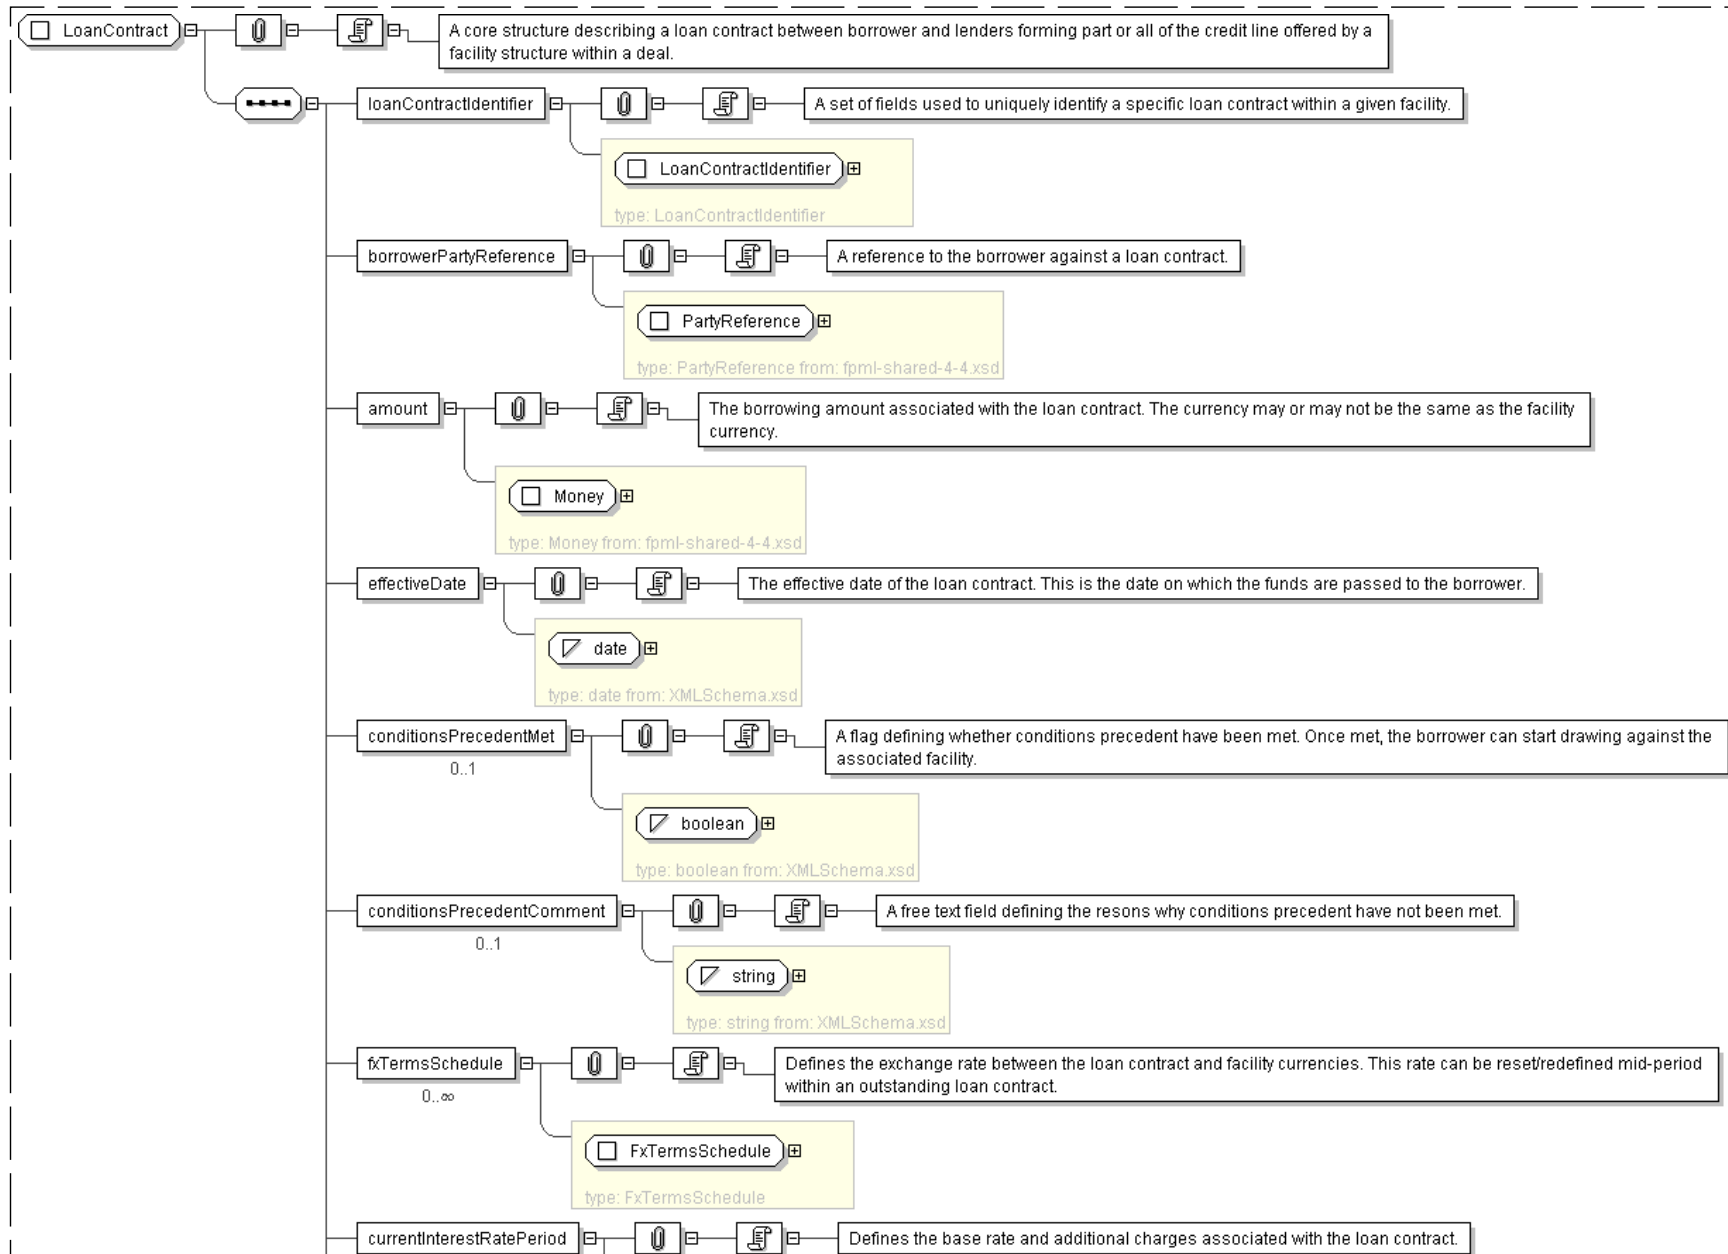 LoanContract
A core structure describing a loan contract between borrower and lenders forming part or all of the credit line offered by a
facility structure within a deal.
loanContractIdentifier
A set of fields used to uniquely identify a specific loan contract within a given facility.
LoanContractIdentifier
type: LoanContractIdentifier
borrowerPartyReference
A reference to the borrower against a loan contract.
PartyReference
type: PartyReference from: fpml-shared-4-4.xsd
amount
The borrowing amount associated with the loan contract. The currency may or may not be the same as the facility
currency.
Money
type: Money from: fpml-shared-4-4.xsd
effectiveDate
The effective date of the loan contract. This is the date on which the funds are passed to the borrower.
date
type: date from: XMLSchema.xsd
conditionsPrecedentMet
0..1
A flag defining whether conditions precedent have been met. Once met, the borrower can start drawing against the
associated facility.
boolean
type: boolean from: XMLSchema.xsd
conditionsPrecedentComment
0..1
A free text field defining the resons why conditions precedent have not been met.
string
type: string from: XMLSchema.xsd
fxTermsSchedule
0..∞
Defines the exchange rate between the loan contract and facility currencies. This rate can be reset/redefined mid-period
within an outstanding loan contract.
FxTermsSchedule
type: FxTermsSchedule
currentInterestRatePeriod
Defines the base rate and additional charges associated with the loan contract.